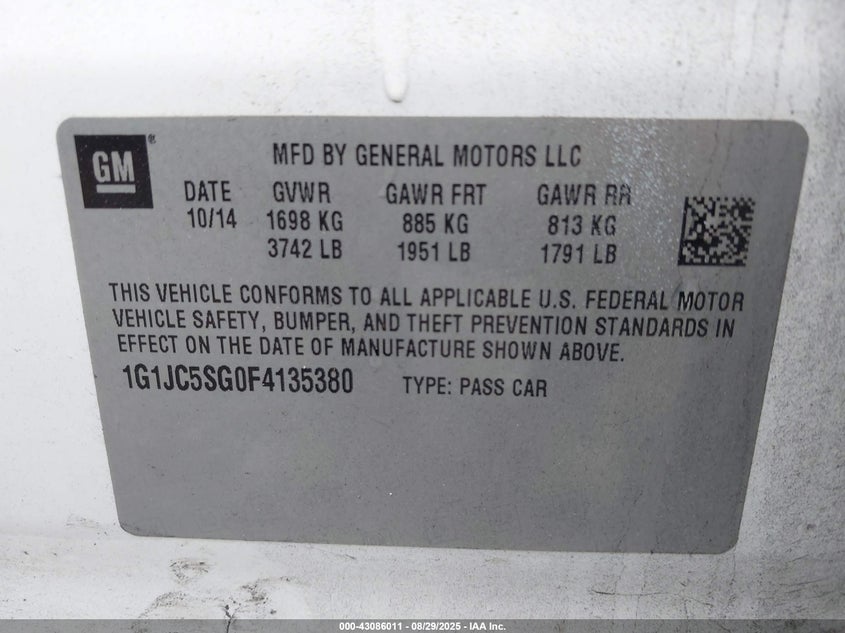 GM®
MFD BY GENERAL MOTORS LLC
DATE GVWR GAWR FRT GAWR RR
10/14 1698 KG 885 KG 813 KG
3742 LB 1951 LB 1791 LB
THIS VEHICLE CONFORMS TO ALL APPLICABLE U.S. FEDERAL MOTOR
VEHICLE SAFETY, BUMPER, AND THEFT PREVENTION STANDARDS IN
EFFECT ON THE DATE OF MANUFACTURE SHOWN ABOVE.
1G1JC5SG0F4135380 TYPE: PASS CAR
000-43086011 - 08/29/2025 - IAA Inc.